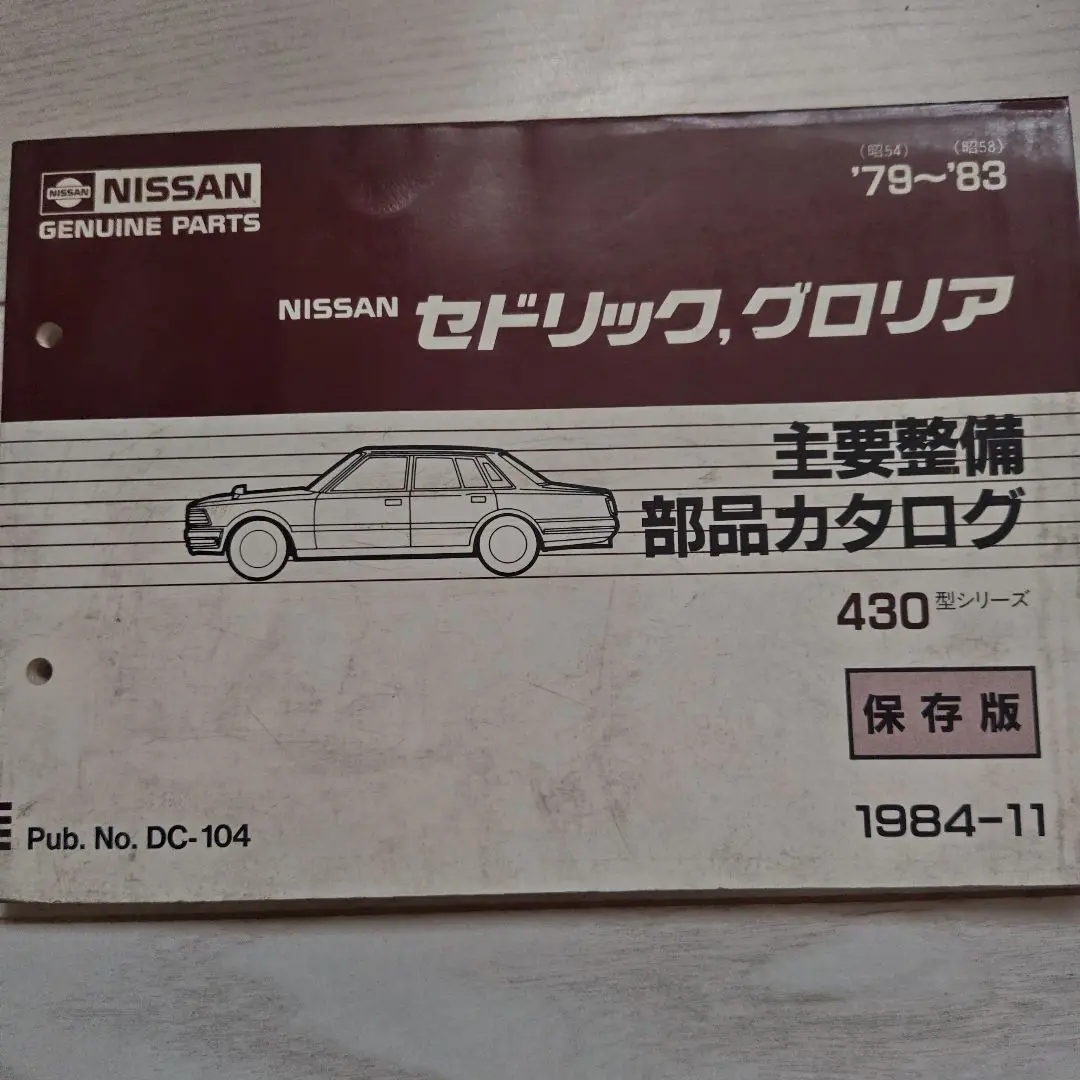 (昭54) (昭58)
'79〜'83
NISSAN NISSAN
GENUINE PARTS
NISSAN セドリック,グロリア
主要整備
部品カタログ
430型シリーズ
保存版
1984-11
Pub. No. DC-104